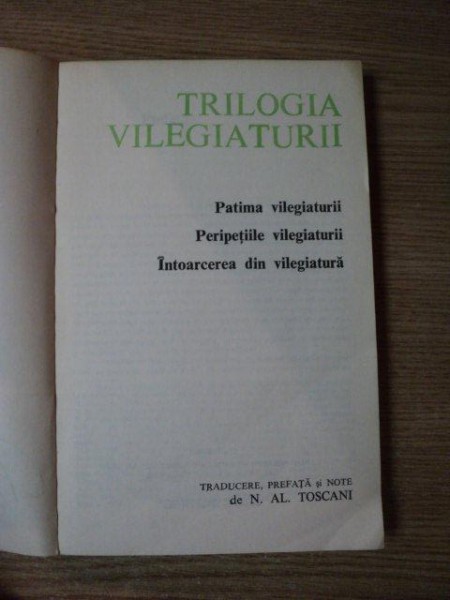 TRILOGIA
VILEGIATURII
Patima vilegiaturii
Peripețiile vilegiaturii
Întoarcerea din vilegiatură
TRADUCERE, PREFAȚĂ și NOTE
de N. AL. TOSCANI